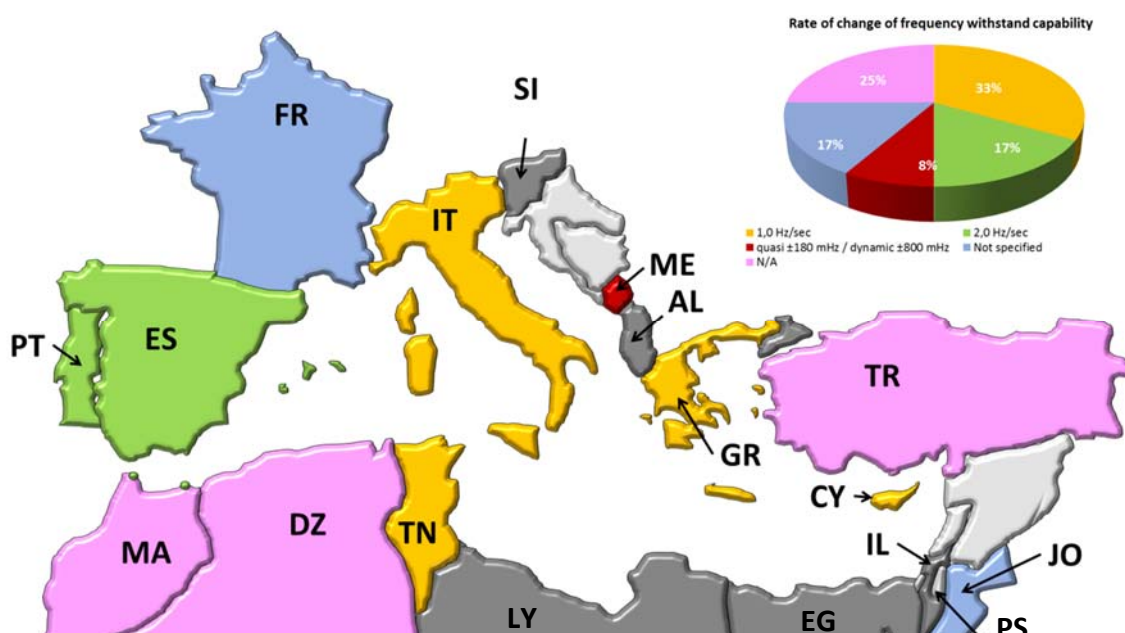 Rate of change of frequency withstand capability
25%
33%
17%
8%
17%
1,0 Hz/sec
2,0 Hz/sec
quasi ±180 mHz / dynamic ±800 mHz
Not specified
N/A
FR
SI
IT
ME
AL
PT
ES
TR
GR
CY
MA
DZ
TN
IL
JO
LY
EG
PS